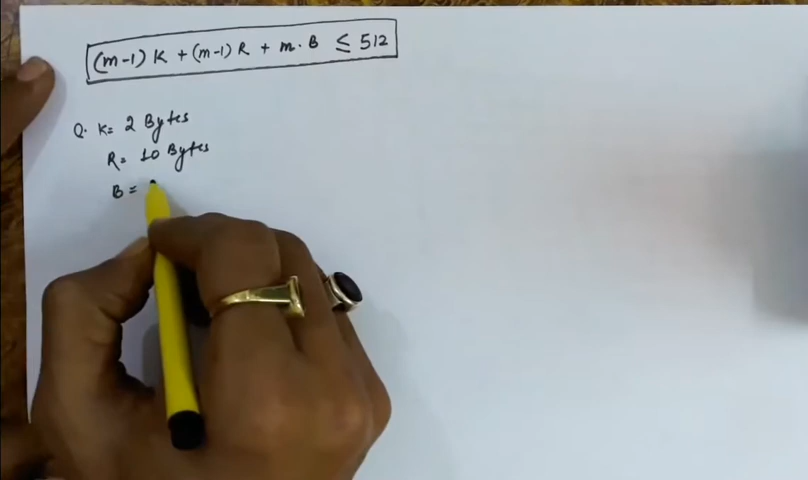 (m-1) K + (m-1) R + m. B ≤ 512
Q. K= 2 Bytes
R= 10 Bytes
B =